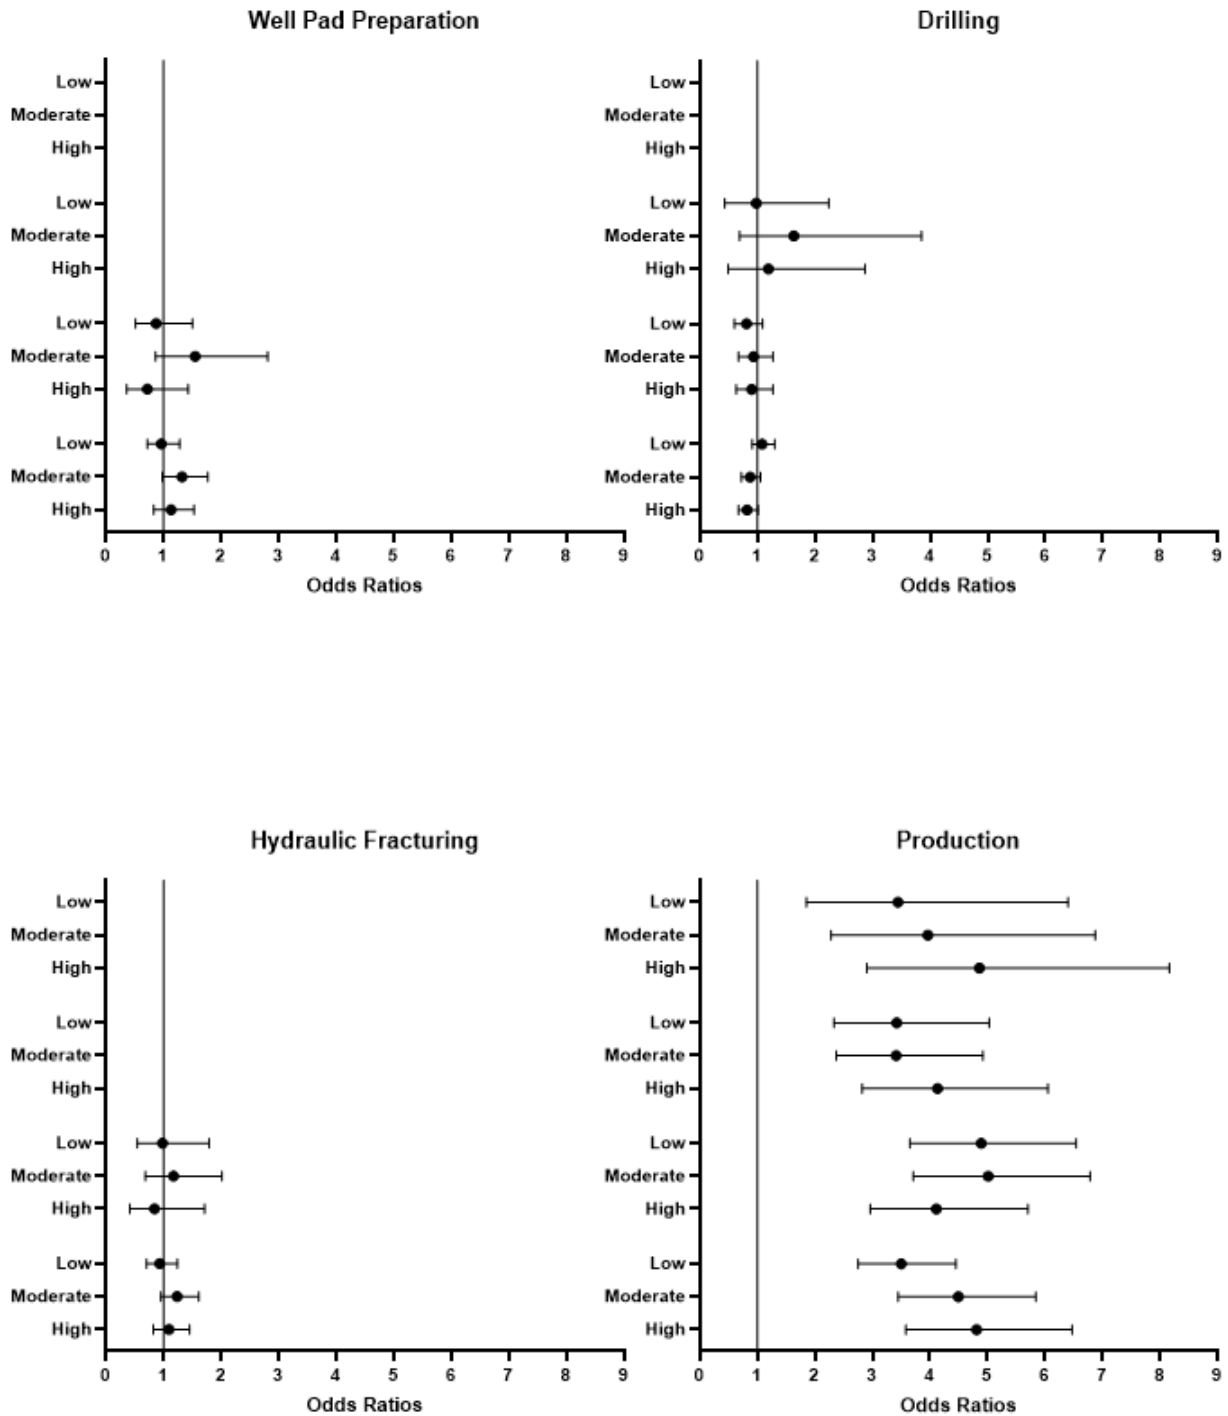 Well Pad Preparation
Low
Moderate
High
Low
Moderate
High
Low
Moderate
High
Low
Moderate
High
0 1 2 3 4 5 6 7 8 9
Odds Ratios
Drilling
Low
Moderate
High
Low
Moderate
High
Low
Moderate
High
Low
Moderate
High
0 1 2 3 4 5 6 7 8 9
Odds Ratios
Hydraulic Fracturing
Low
Moderate
High
Low
Moderate
High
Low
Moderate
High
Low
Moderate
High
0 1 2 3 4 5 6 7 8 9
Odds Ratios
Production
Low
Moderate
High
Low
Moderate
High
Low
Moderate
High
Low
Moderate
High
0 1 2 3 4 5 6 7 8 9
Odds Ratios